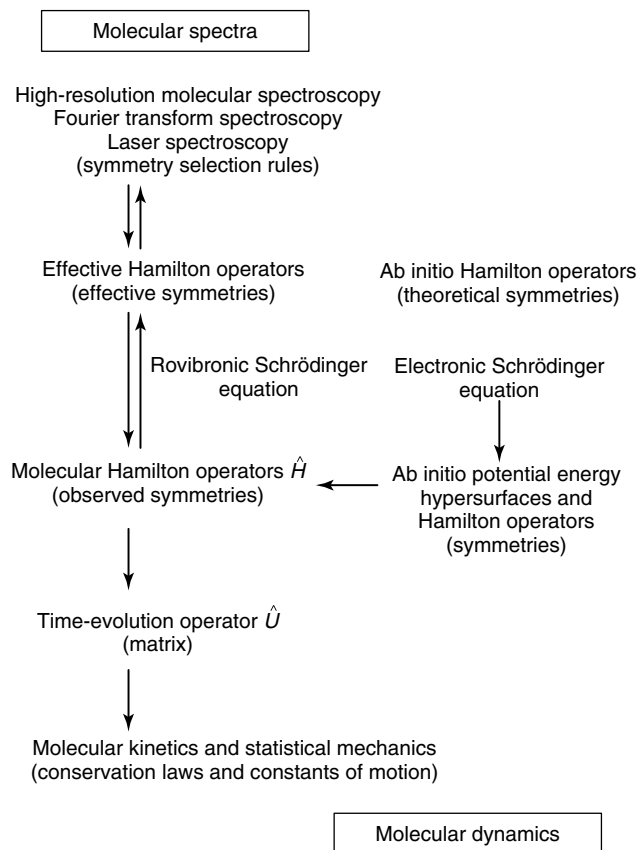 Molecular spectra
High-resolution molecular spectroscopy
Fourier transform spectroscopy
Laser spectroscopy
(symmetry selection rules)
Effective Hamilton operators
(effective symmetries)
Ab initio Hamilton operators
(theoretical symmetries)
Rovibronic Schrödinger
equation
Electronic Schrödinger
equation
Molecular Hamilton operators Ĥ
(observed symmetries)
Ab initio potential energy
hypersurfaces and
Hamilton operators
(symmetries)
Time-evolution operator Û
(matrix)
Molecular kinetics and statistical mechanics
(conservation laws and constants of motion)
Molecular dynamics